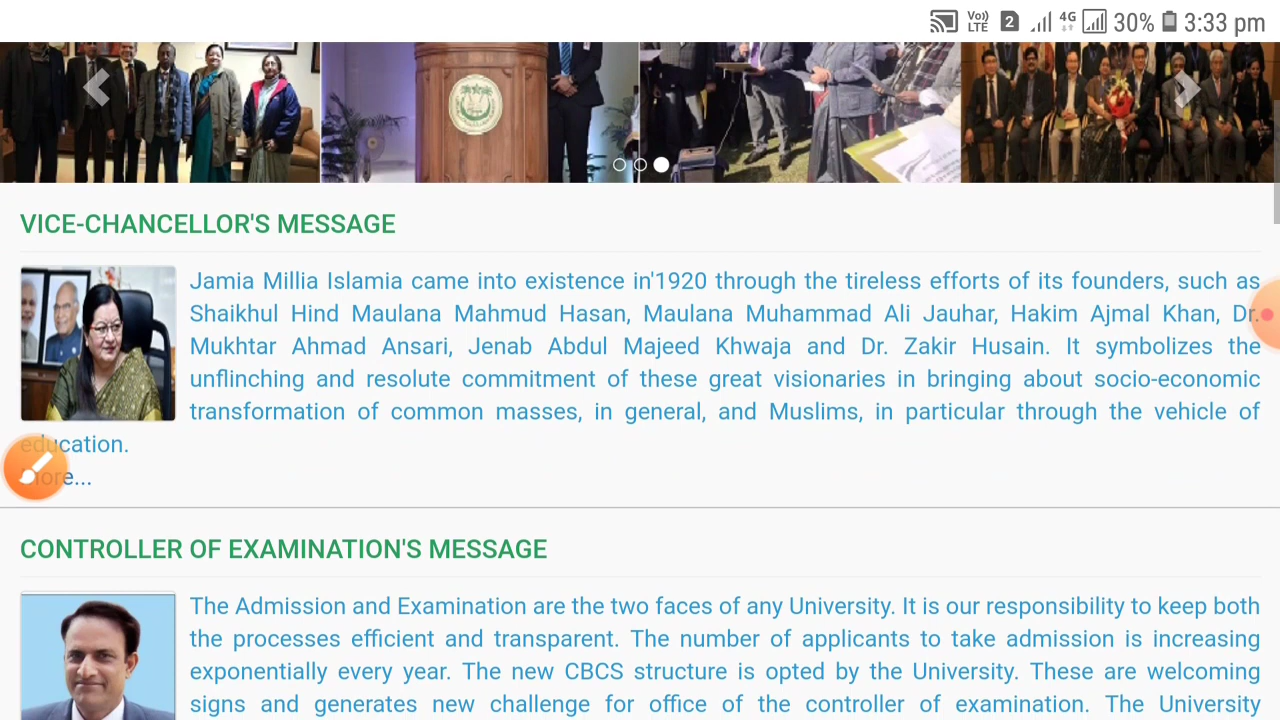 Vo)) LTE 2 4G 30% 3:33 pm
VICE-CHANCELLOR'S MESSAGE
Jamia Millia Islamia came into existence in'1920 through the tireless efforts of its founders, such as
Shaikhul Hind Maulana Mahmud Hasan, Maulana Muhammad Ali Jauhar, Hakim Ajmal Khan, Dr.
Mukhtar Ahmad Ansari, Jenab Abdul Majeed Khwaja and Dr. Zakir Husain. It symbolizes the
unflinching and resolute commitment of these great visionaries in bringing about socio-economic
transformation of common masses, in general, and Muslims, in particular through the vehicle of
education.
More...
CONTROLLER OF EXAMINATION'S MESSAGE
The Admission and Examination are the two faces of any University. It is our responsibility to keep both
the processes efficient and transparent. The number of applicants to take admission is increasing
exponentially every year. The new CBCS structure is opted by the University. These are welcoming
signs and generates new challenge for office of the controller of examination. The University